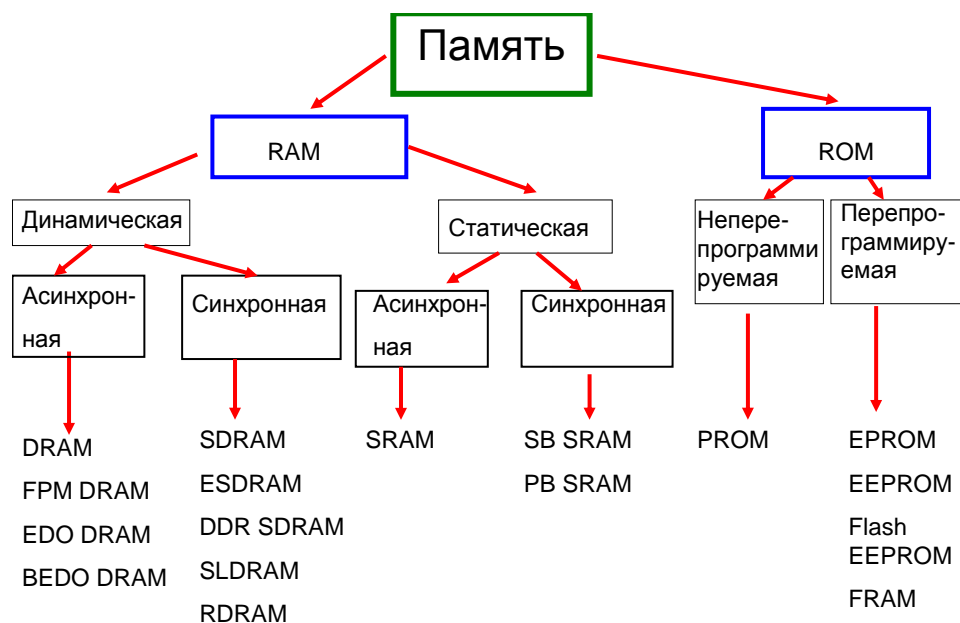 Память
RAM
ROM
Динамическая
Статическая
Непере-
программи
руемая
Перепро-
граммиру-
емая
Асинхрон-
ная
Синхронная
Асинхрон-
ная
Синхронная
DRAM
FPM DRAM
EDO DRAM
BEDO DRAM
SDRAM
ESDRAM
DDR SDRAM
SLDRAM
RDRAM
SRAM
SB SRAM
PB SRAM
PROM
EPROM
EEPROM
Flash
EEPROM
FRAM